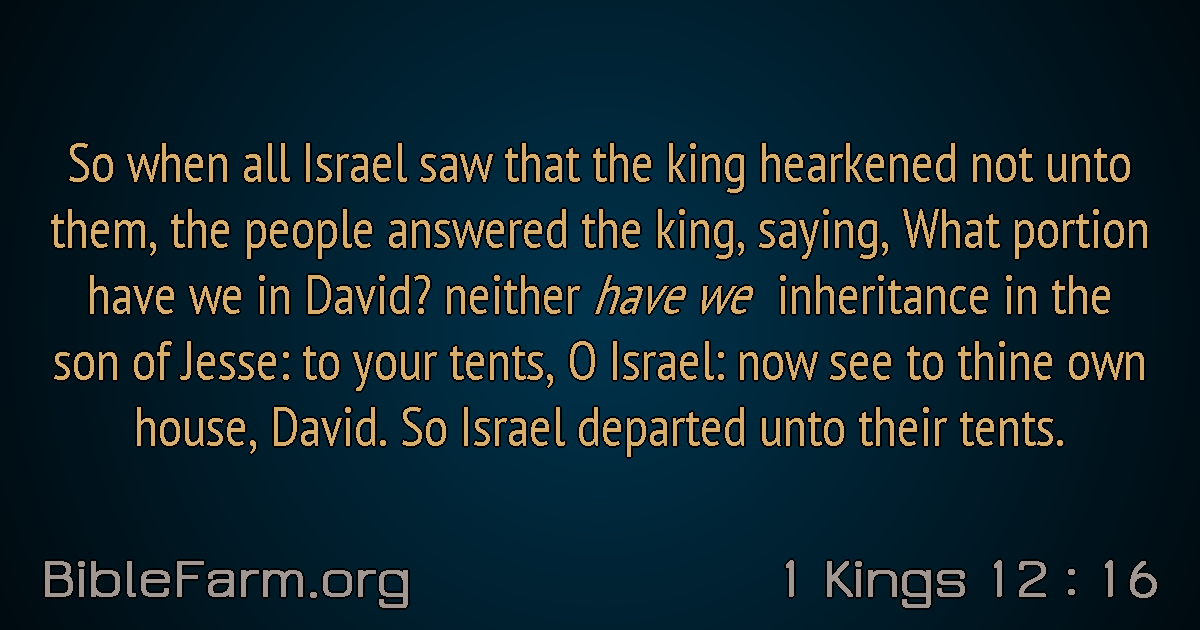 So when all Israel saw that the king hearkened not unto
them, the people answered the king, saying, What portion
have we in David? neither have we inheritance in the
son of Jesse: to your tents, O Israel: now see to thine own
house, David. So Israel departed unto their tents.
BibleFarm.org
1 Kings 12 : 16